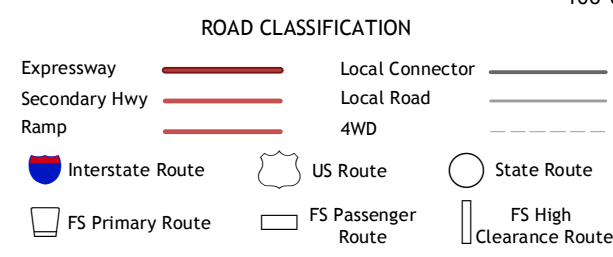 ROAD CLASSIFICATION
Expressway
Local Connector
Secondary Hwy
Local Road
Ramp
4WD
Interstate Route
US Route
State Route
FS Primary Route
FS Passenger
Route
FS High
Clearance Route